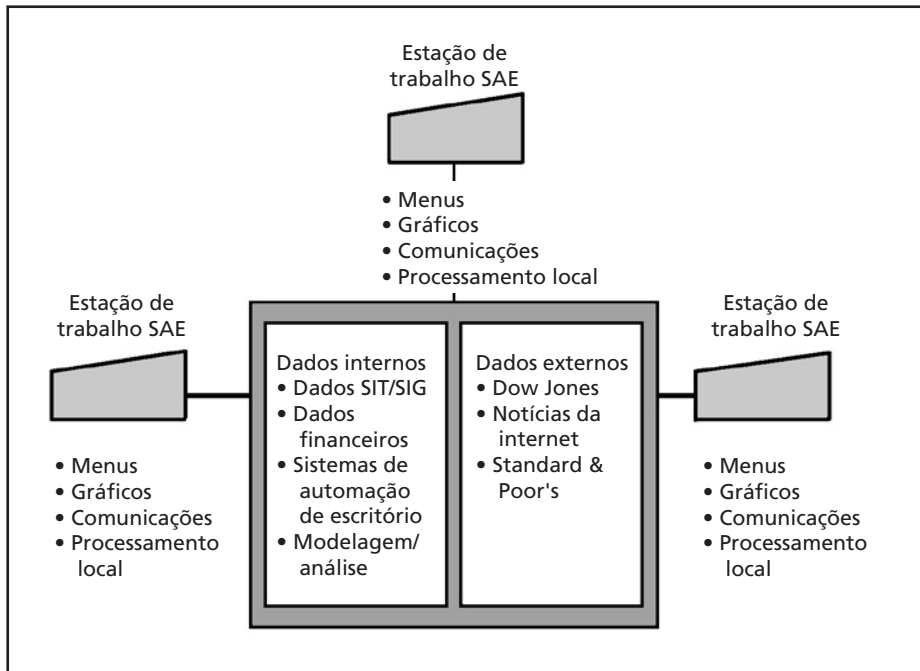 Estação de
trabalho SAE
• Menus
• Gráficos
• Comunicações
• Processamento local
Estação de
trabalho SAE
• Menus
• Gráficos
• Comunicações
• Processamento
local
Dados internos
• Dados SIT/SIG
• Dados
financeiros
• Sistemas de
automação
de escritório
• Modelagem/
análise
Dados externos
• Dow Jones
• Notícias da
internet
• Standard &
Poor's
Estação de
trabalho SAE
• Menus
• Gráficos
• Comunicações
• Processamento
local